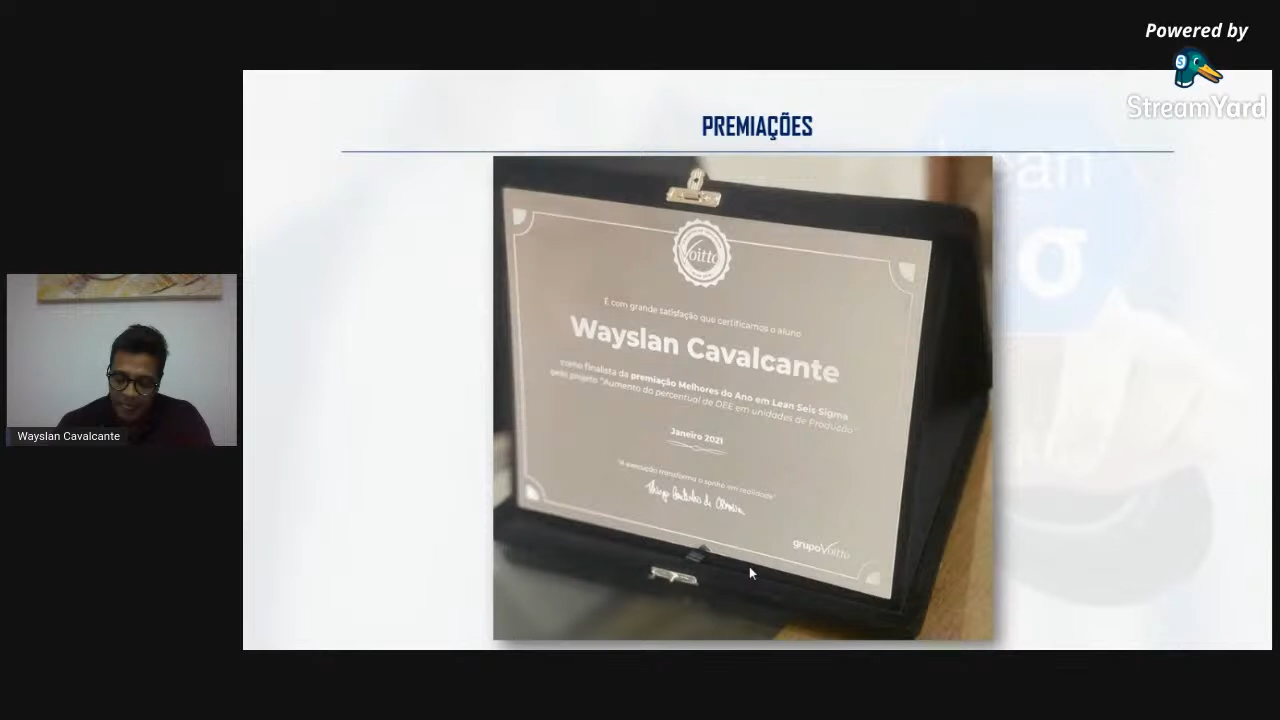 Powered by
StreamYard
PREMIAÇÕES
Lean
Voitto
É com grande satisfação que certificamos o aluno
Wayslan Cavalcante
como finalista da premiação Melhores do Ano em Lean Seis Sigma
pelo projeto "Aumento do percentual de OEE em unidades de Produção"
Janeiro 2021
"A execução transforma o sonho em realidade"
grupoVoitto
Wayslan Cavalcante